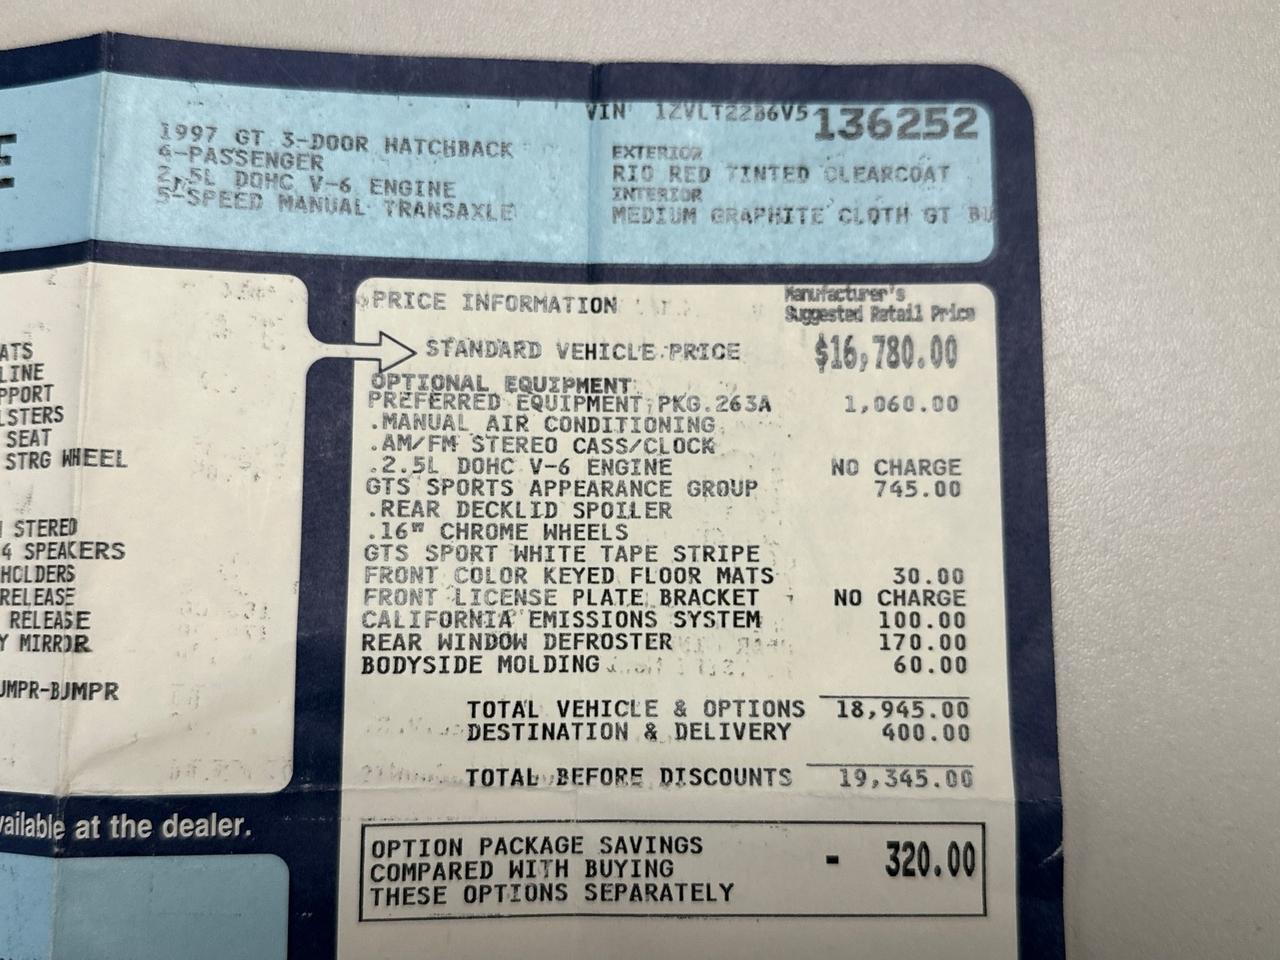 E
1997 GT 3-DOOR HATCHBACK
4-PASSENGER
2.5L DOHC V-6 ENGINE
5-SPEED MANUAL TRANSAXLE
VIN 1ZVLT22B6V5136252
EXTERIOR
RIO RED TINTED CLEARCOAT
INTERIOR
MEDIUM GRAPHITE CLOTH GT BU
ATS
LINE
PPORT
LSTERS
SEAT
STRG WHEEL
STERED
4 SPEAKERS
HOLDERS
RELEASE
RELEASE
Y MIRROR
UMPR-BUMPR
vailable at the dealer.
PRICE INFORMATION
Manufacturer's
Suggested Retail Price
STANDARD VEHICLE PRICE $16,780.00
OPTIONAL EQUIPMENT
PREFERRED EQUIPMENT PKG.263A 1,060.00
.MANUAL AIR CONDITIONING
.AM/FM STEREO CASS/CLOCK
.2.5L DOHC V-6 ENGINE NO CHARGE
GTS SPORTS APPEARANCE GROUP 745.00
.REAR DECKLID SPOILER
.16" CHROME WHEELS
GTS SPORT WHITE TAPE STRIPE
FRONT COLOR KEYED FLOOR MATS 30.00
FRONT LICENSE PLATE BRACKET NO CHARGE
CALIFORNIA EMISSIONS SYSTEM 100.00
REAR WINDOW DEFROSTER 170.00
BODYSIDE MOLDING 60.00
TOTAL VEHICLE & OPTIONS 18,945.00
DESTINATION & DELIVERY 400.00
TOTAL BEFORE DISCOUNTS 19,345.00
OPTION PACKAGE SAVINGS
COMPARED WITH BUYING - 320.00
THESE OPTIONS SEPARATELY